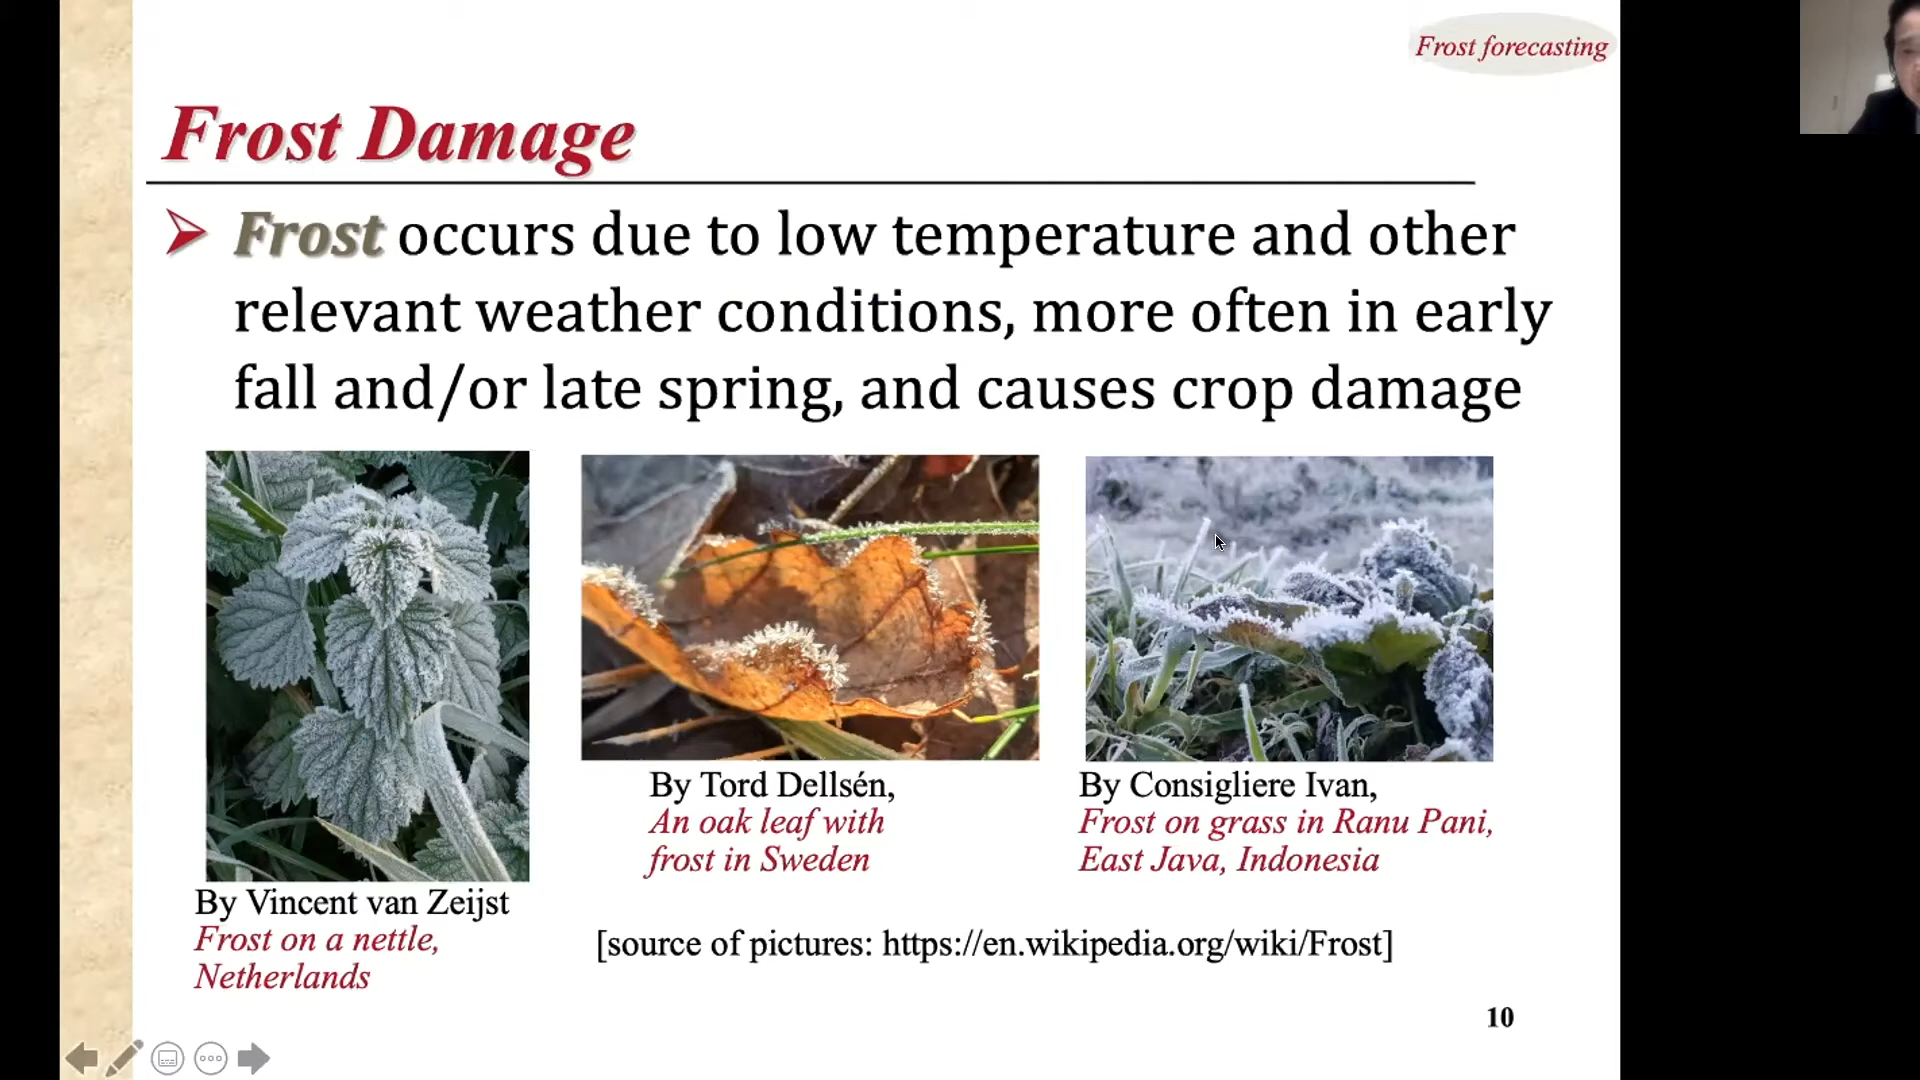 Frost forecasting
Frost Damage
Frost occurs due to low temperature and other
relevant weather conditions, more often in early
fall and/or late spring, and causes crop damage
By Vincent van Zeijst
Frost on a nettle,
Netherlands
By Tord Dellsén,
An oak leaf with
frost in Sweden
By Consigliere Ivan,
Frost on grass in Ranu Pani,
East Java, Indonesia
[source of pictures: https://en.wikipedia.org/wiki/Frost]
10